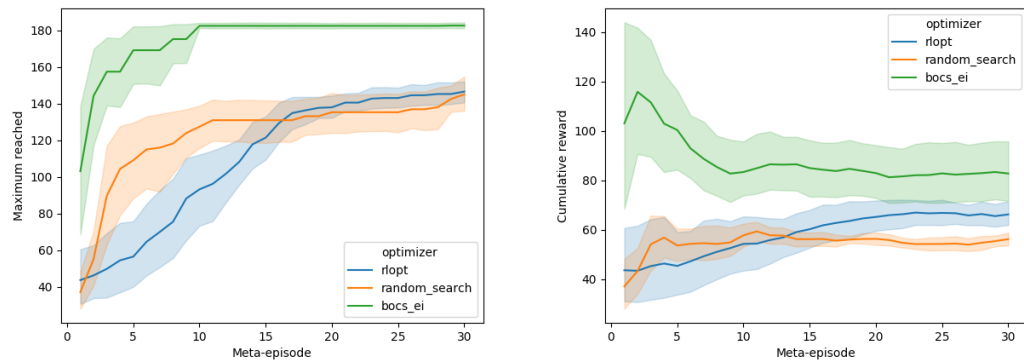 180
160
140
120
100
80
60
40
Maximum reached
0 5 10 15 20 25 30
Meta-episode
optimizer
rlopt
random_search
bocs_ei
140
120
100
80
60
40
Cumulative reward
0 5 10 15 20 25 30
Meta-episode
optimizer
rlopt
random_search
bocs_ei